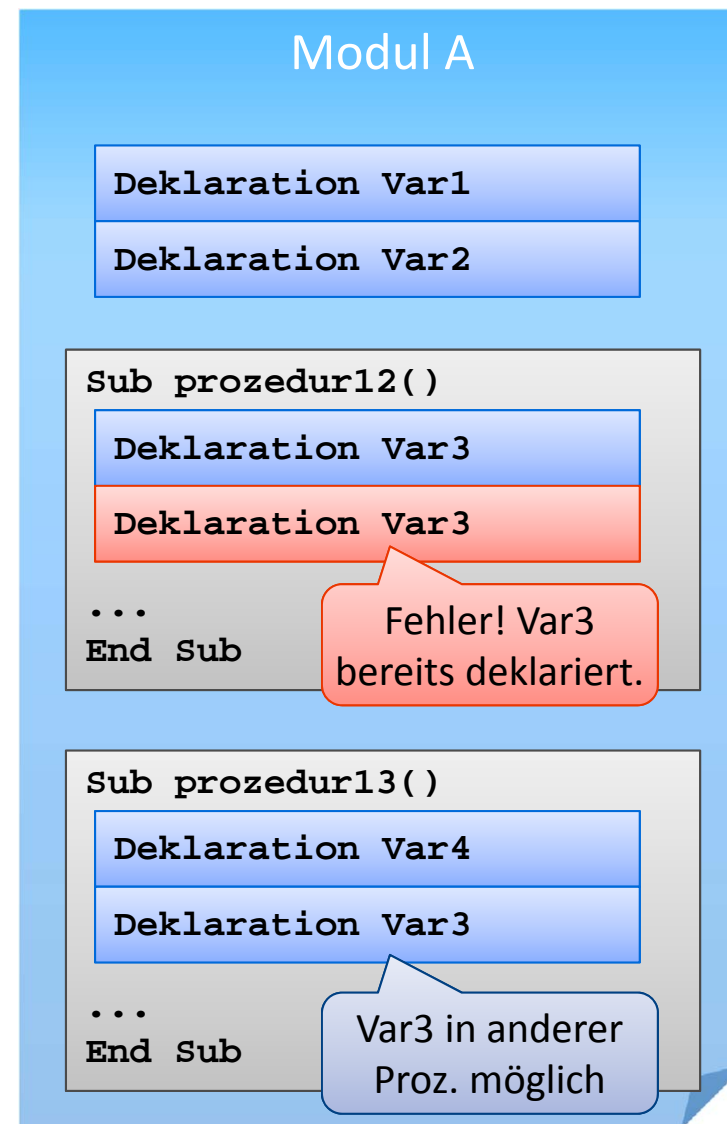 Modul A
Deklaration Var1
Deklaration Var2
Sub prozedur12()
Deklaration Var3
Deklaration Var3
Fehler! Var3
bereits deklariert.
...
End Sub
Sub prozedur13()
Deklaration Var4
Deklaration Var3
Var3 in anderer
Proz. möglich
...
End Sub